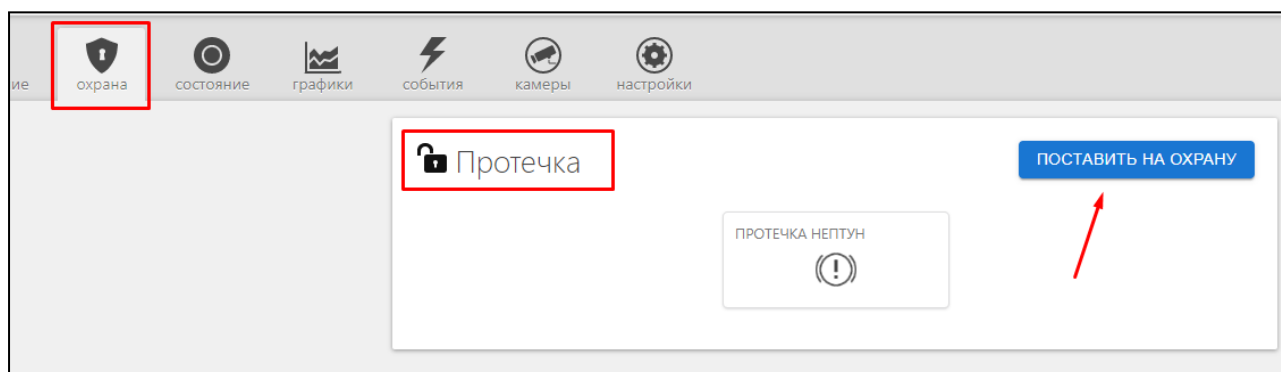 ие
охрана
состояние
графики
события
камеры
настройки
Протечка
ПОСТАВИТЬ НА ОХРАНУ
ПРОТЕЧКА НЕПТУН